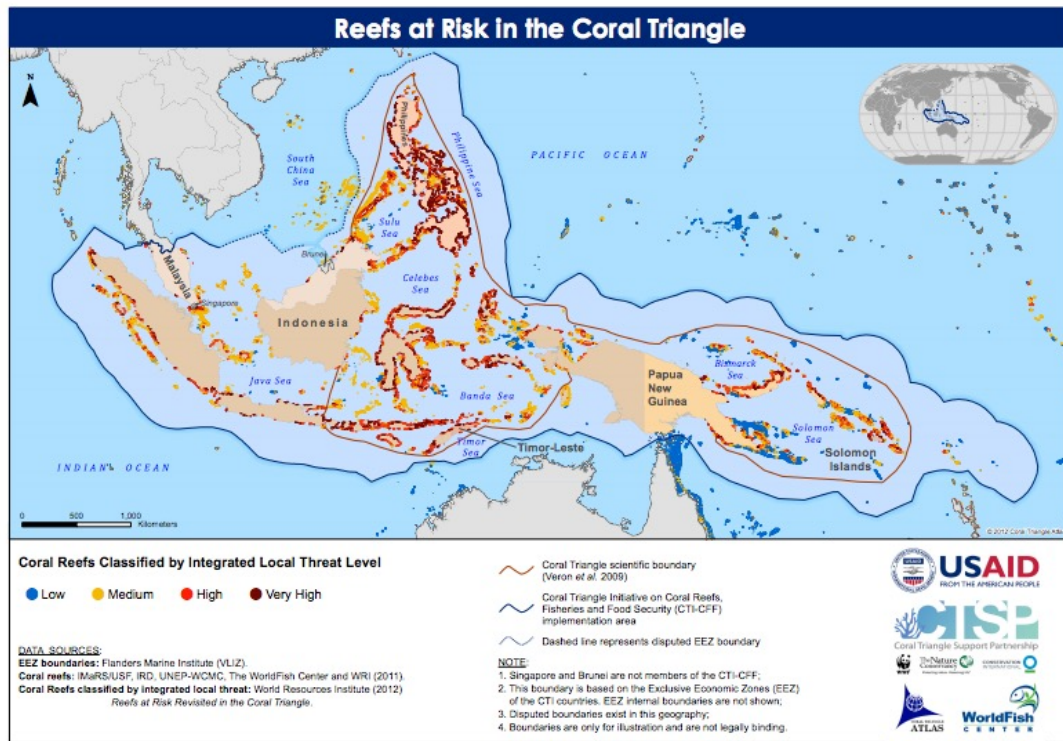 Reefs at Risk in the Coral Triangle
N
Philippines
Philippine Sea
PACIFIC OCEAN
South
China
Sea
Sulu
Sea
Brunei
Malaysia
Celebes
Sea
Singapore
Indonesia
Bismarck
Sea
Papua
New
Guinea
Java Sea
Banda Sea
Solomon
Sea
Timor
Sea
Solomon
Islands
Timor-Leste
INDIAN OCEAN
0 500 1,000
Kilometers
© 2012 Coral Triangle Atlas
Coral Reefs Classified by Integrated Local Threat Level
Low Medium High Very High
DATA SOURCES:
EEZ boundaries: Flanders Marine Institute (VLIZ).
Coral reefs: IMaRS/USF, IRD, UNEP-WCMC, The WorldFish Center and WRI (2011).
Coral Reefs classified by integrated local threat: World Resources Institute (2012)
Reefs at Risk Revisited in the Coral Triangle.
Coral Triangle scientific boundary
(Veron et al. 2009)
Coral Triangle Initiative on Coral Reefs,
Fisheries and Food Security (CTI-CFF)
implementation area
Dashed line represents disputed EEZ boundary
NOTE:
1. Singapore and Brunei are not members of the CTI-CFF;
2. This boundary is based on the Exclusive Economic Zones (EEZ)
of the CTI countries. EEZ internal boundaries are not shown;
3. Disputed boundaries exist in this geography;
4. Boundaries are only for illustration and are not legally binding.
USAID
FROM THE AMERICAN PEOPLE
CTSP
Coral Triangle Support Partnership
WWF
The Nature
Conservancy
CONSERVATION
INTERNATIONAL
CORAL TRIANGLE
ATLAS
WorldFish
CENTER